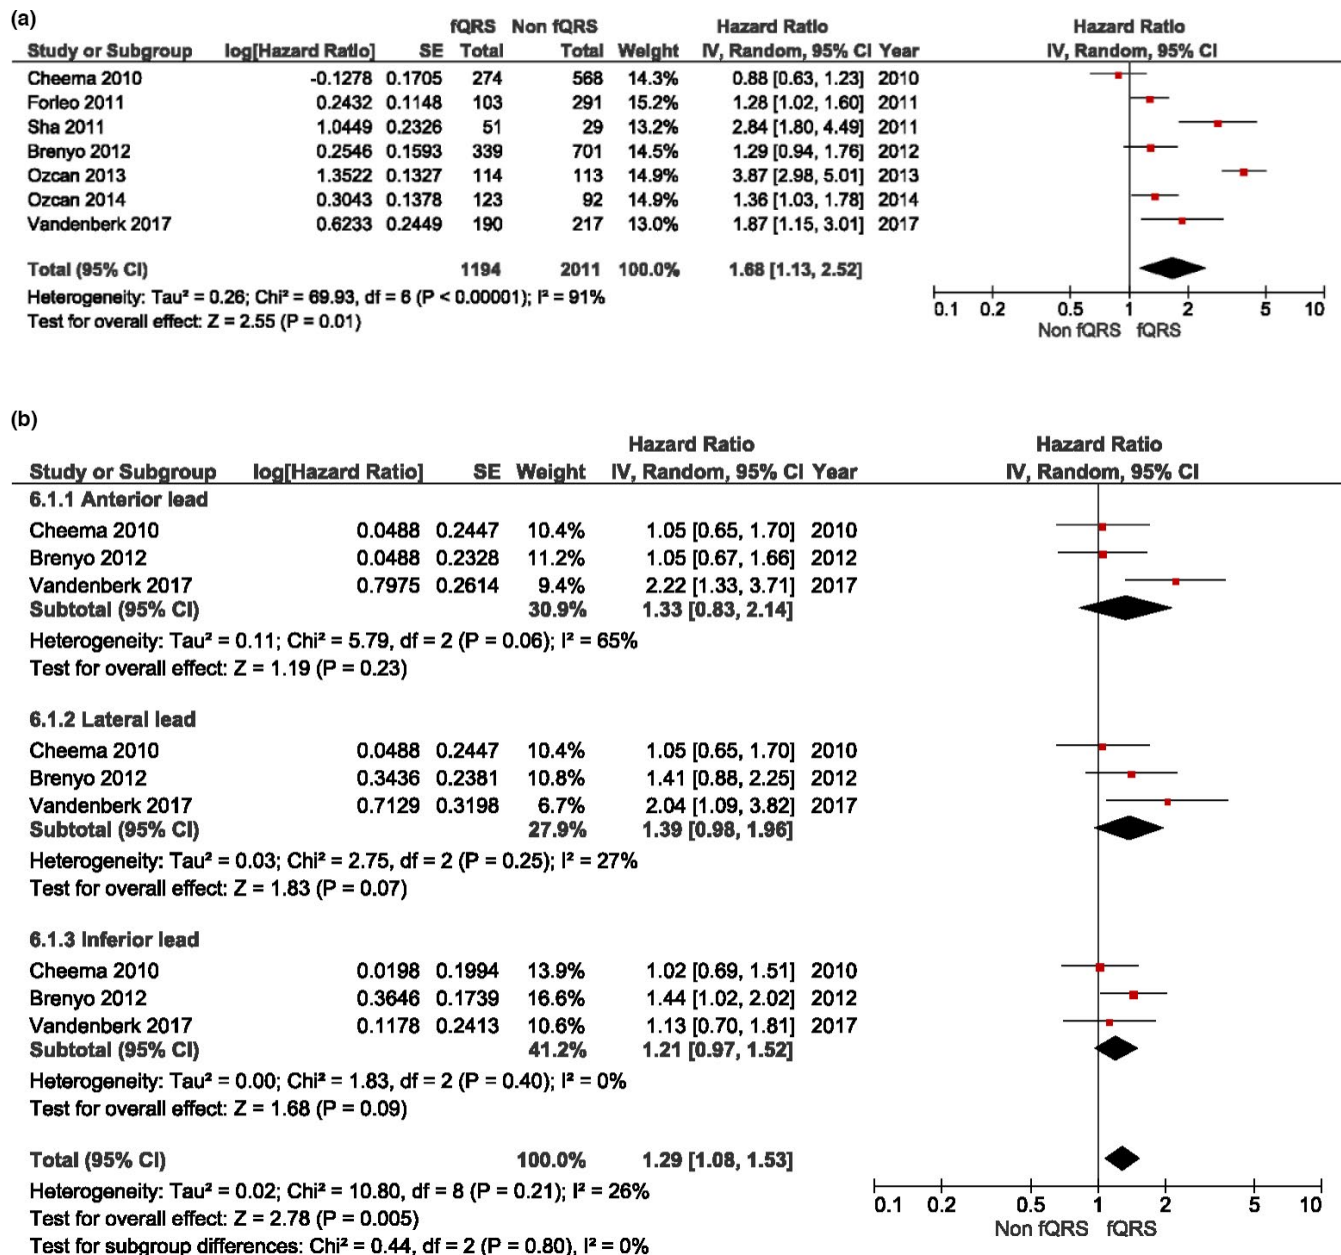 (a)
fQRS Non fQRS Hazard Ratio Hazard Ratio
Study or Subgroup log[Hazard Ratio] SE Total Total Weight IV, Random, 95% CI Year IV, Random, 95% CI
Cheema 2010 -0.1278 0.1705 274 568 14.3% 0.88 [0.63, 1.23] 2010
Forleo 2011 0.2432 0.1148 103 291 15.2% 1.28 [1.02, 1.60] 2011
Sha 2011 1.0449 0.2326 51 29 13.2% 2.84 [1.80, 4.49] 2011
Brenyo 2012 0.2546 0.1593 339 701 14.5% 1.29 [0.94, 1.76] 2012
Ozcan 2013 1.3522 0.1327 114 113 14.9% 3.87 [2.98, 5.01] 2013
Ozcan 2014 0.3043 0.1378 123 92 14.9% 1.36 [1.03, 1.78] 2014
Vandenberk 2017 0.6233 0.2449 190 217 13.0% 1.87 [1.15, 3.01] 2017
Total (95% CI) 1194 2011 100.0% 1.68 [1.13, 2.52]
Heterogeneity: Tau² = 0.26; Chi² = 69.93, df = 6 (P < 0.00001); I² = 91%
Test for overall effect: Z = 2.55 (P = 0.01)
0.1 0.2 0.5 1 2 5 10
Non fQRS fQRS
(b)
Hazard Ratio Hazard Ratio
Study or Subgroup log[Hazard Ratio] SE Weight IV, Random, 95% CI Year IV, Random, 95% CI
6.1.1 Anterior lead
Cheema 2010 0.0488 0.2447 10.4% 1.05 [0.65, 1.70] 2010
Brenyo 2012 0.0488 0.2328 11.2% 1.05 [0.67, 1.66] 2012
Vandenberk 2017 0.7975 0.2614 9.4% 2.22 [1.33, 3.71] 2017
Subtotal (95% CI) 30.9% 1.33 [0.83, 2.14]
Heterogeneity: Tau² = 0.11; Chi² = 5.79, df = 2 (P = 0.06); I² = 65%
Test for overall effect: Z = 1.19 (P = 0.23)
6.1.2 Lateral lead
Cheema 2010 0.0488 0.2447 10.4% 1.05 [0.65, 1.70] 2010
Brenyo 2012 0.3436 0.2381 10.8% 1.41 [0.88, 2.25] 2012
Vandenberk 2017 0.7129 0.3198 6.7% 2.04 [1.09, 3.82] 2017
Subtotal (95% CI) 27.9% 1.39 [0.98, 1.96]
Heterogeneity: Tau² = 0.03; Chi² = 2.75, df = 2 (P = 0.25); I² = 27%
Test for overall effect: Z = 1.83 (P = 0.07)
6.1.3 Inferior lead
Cheema 2010 0.0198 0.1994 13.9% 1.02 [0.69, 1.51] 2010
Brenyo 2012 0.3646 0.1739 16.6% 1.44 [1.02, 2.02] 2012
Vandenberk 2017 0.1178 0.2413 10.6% 1.13 [0.70, 1.81] 2017
Subtotal (95% CI) 41.2% 1.21 [0.97, 1.52]
Heterogeneity: Tau² = 0.00; Chi² = 1.83, df = 2 (P = 0.40); I² = 0%
Test for overall effect: Z = 1.68 (P = 0.09)
Total (95% CI) 100.0% 1.29 [1.08, 1.53]
Heterogeneity: Tau² = 0.02; Chi² = 10.80, df = 8 (P = 0.21); I² = 26%
Test for overall effect: Z = 2.78 (P = 0.005)
Test for subgroup differences: Chi² = 0.44, df = 2 (P = 0.80), I² = 0%
0.1 0.2 0.5 1 2 5 10
Non fQRS fQRS